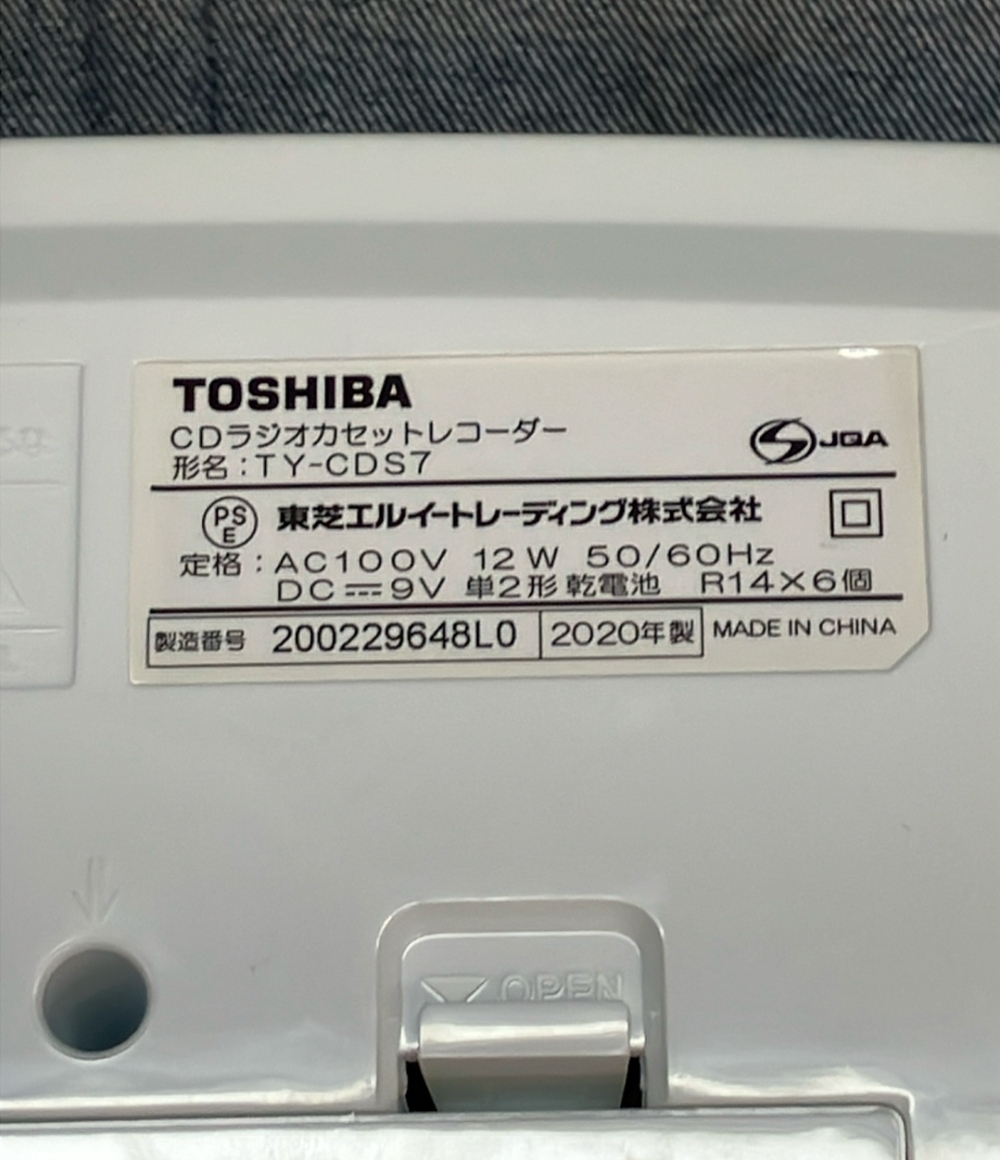 TOSHIBA
CDラジオカセットレコーダー
形名：TY-CDS7
JQA
PS
E
東芝エルイートレーディング株式会社
定格：AC100V 12W 50/60Hz
DC⎓9V 単2形乾電池 R14×6個
製造番号 200229648L0 2020年製 MADE IN CHINA
OPEN